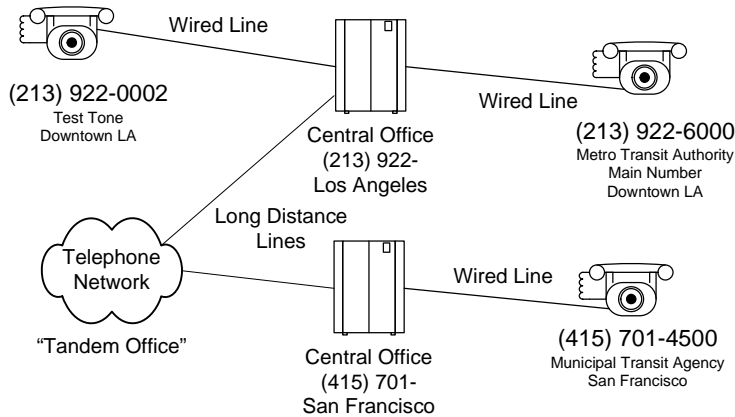 Wired Line
(213) 922-0002
Test Tone
Downtown LA
Central Office
(213) 922-
Los Angeles
Wired Line
(213) 922-6000
Metro Transit Authority
Main Number
Downtown LA
Long Distance
Lines
Telephone
Network
"Tandem Office"
Central Office
(415) 701-
San Francisco
Wired Line
(415) 701-4500
Municipal Transit Agency
San Francisco